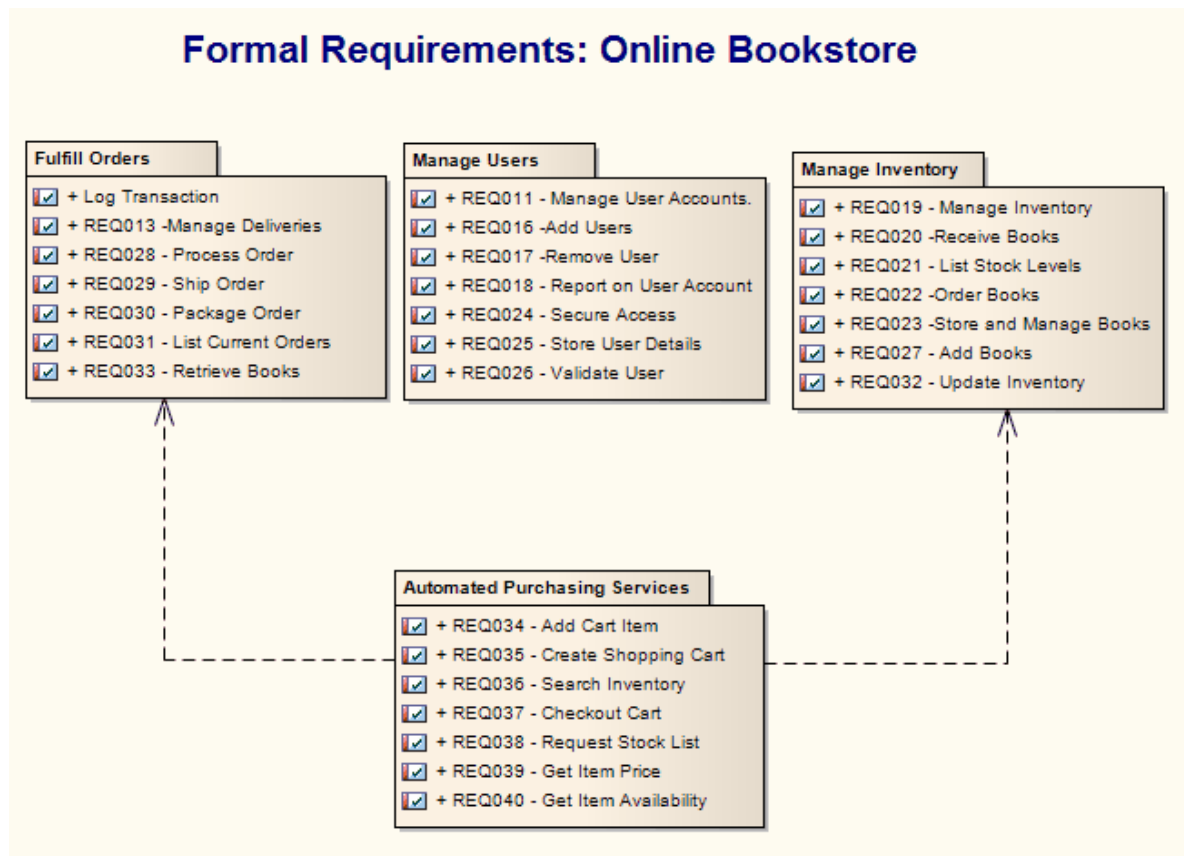 Formal Requirements: Online Bookstore
Fulfill Orders
+ Log Transaction
+ REQ013 -Manage Deliveries
+ REQ028 - Process Order
+ REQ029 - Ship Order
+ REQ030 - Package Order
+ REQ031 - List Current Orders
+ REQ033 - Retrieve Books
Manage Users
+ REQ011 - Manage User Accounts.
+ REQ016 -Add Users
+ REQ017 -Remove User
+ REQ018 - Report on User Account
+ REQ024 - Secure Access
+ REQ025 - Store User Details
+ REQ026 - Validate User
Manage Inventory
+ REQ019 - Manage Inventory
+ REQ020 -Receive Books
+ REQ021 - List Stock Levels
+ REQ022 -Order Books
+ REQ023 -Store and Manage Books
+ REQ027 - Add Books
+ REQ032 - Update Inventory
Automated Purchasing Services
+ REQ034 - Add Cart Item
+ REQ035 - Create Shopping Cart
+ REQ036 - Search Inventory
+ REQ037 - Checkout Cart
+ REQ038 - Request Stock List
+ REQ039 - Get Item Price
+ REQ040 - Get Item Availability